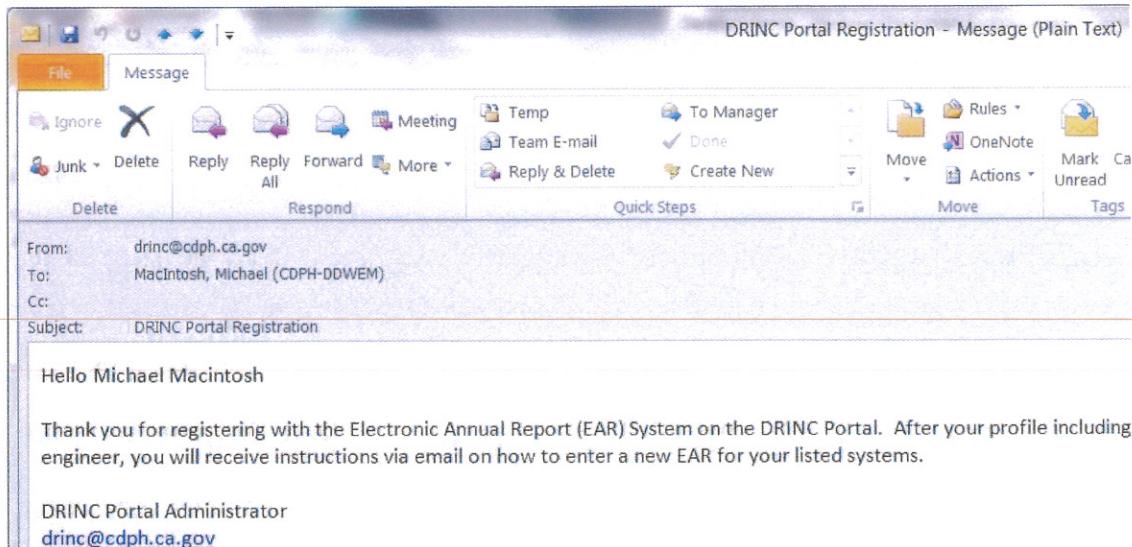 DRINC Portal Registration - Message (Plain Text)
File Message
Ignore
Junk
Delete
Reply
Reply All
Forward
Meeting
More
Temp
Team E-mail
Reply & Delete
To Manager
Done
Create New
Move
Rules
OneNote
Actions
Mark Unread
Ca
Delete Respond Quick Steps Move Tags
From: drinc@cdph.ca.gov
To: MacIntosh, Michael (CDPH-DDWEM)
Cc:
Subject: DRINC Portal Registration
Hello Michael Macintosh
Thank you for registering with the Electronic Annual Report (EAR) System on the DRINC Portal. After your profile including
engineer, you will receive instructions via email on how to enter a new EAR for your listed systems.
DRINC Portal Administrator
drinc@cdph.ca.gov